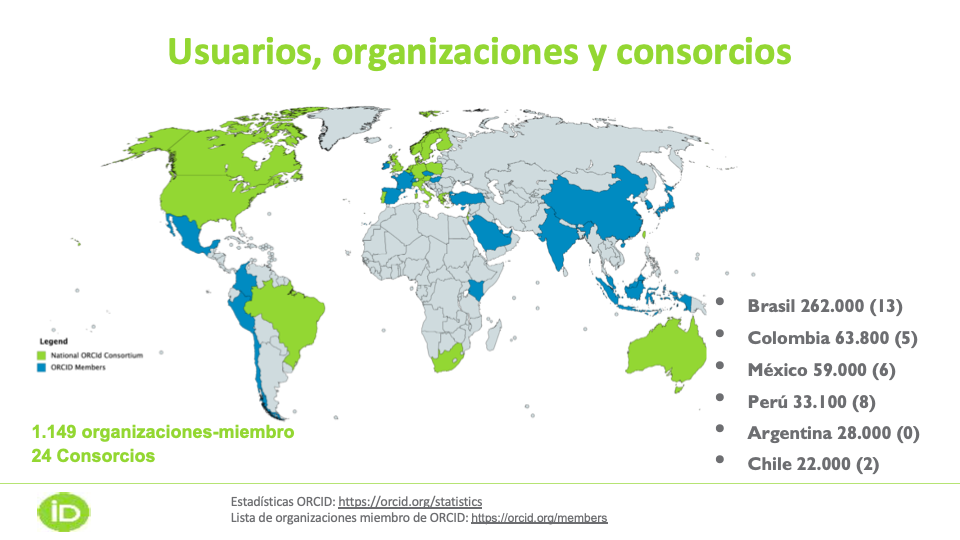 Usuarios, organizaciones y consorcios
Legend
National ORCId Consortium
ORCID Members
• Brasil 262.000 (13)
• Colombia 63.800 (5)
• México 59.000 (6)
• Perú 33.100 (8)
• Argentina 28.000 (0)
• Chile 22.000 (2)
1.149 organizaciones-miembro
24 Consorcios
iD
Estadísticas ORCID: https://orcid.org/statistics
Lista de organizaciones miembro de ORCID: https://orcid.org/members